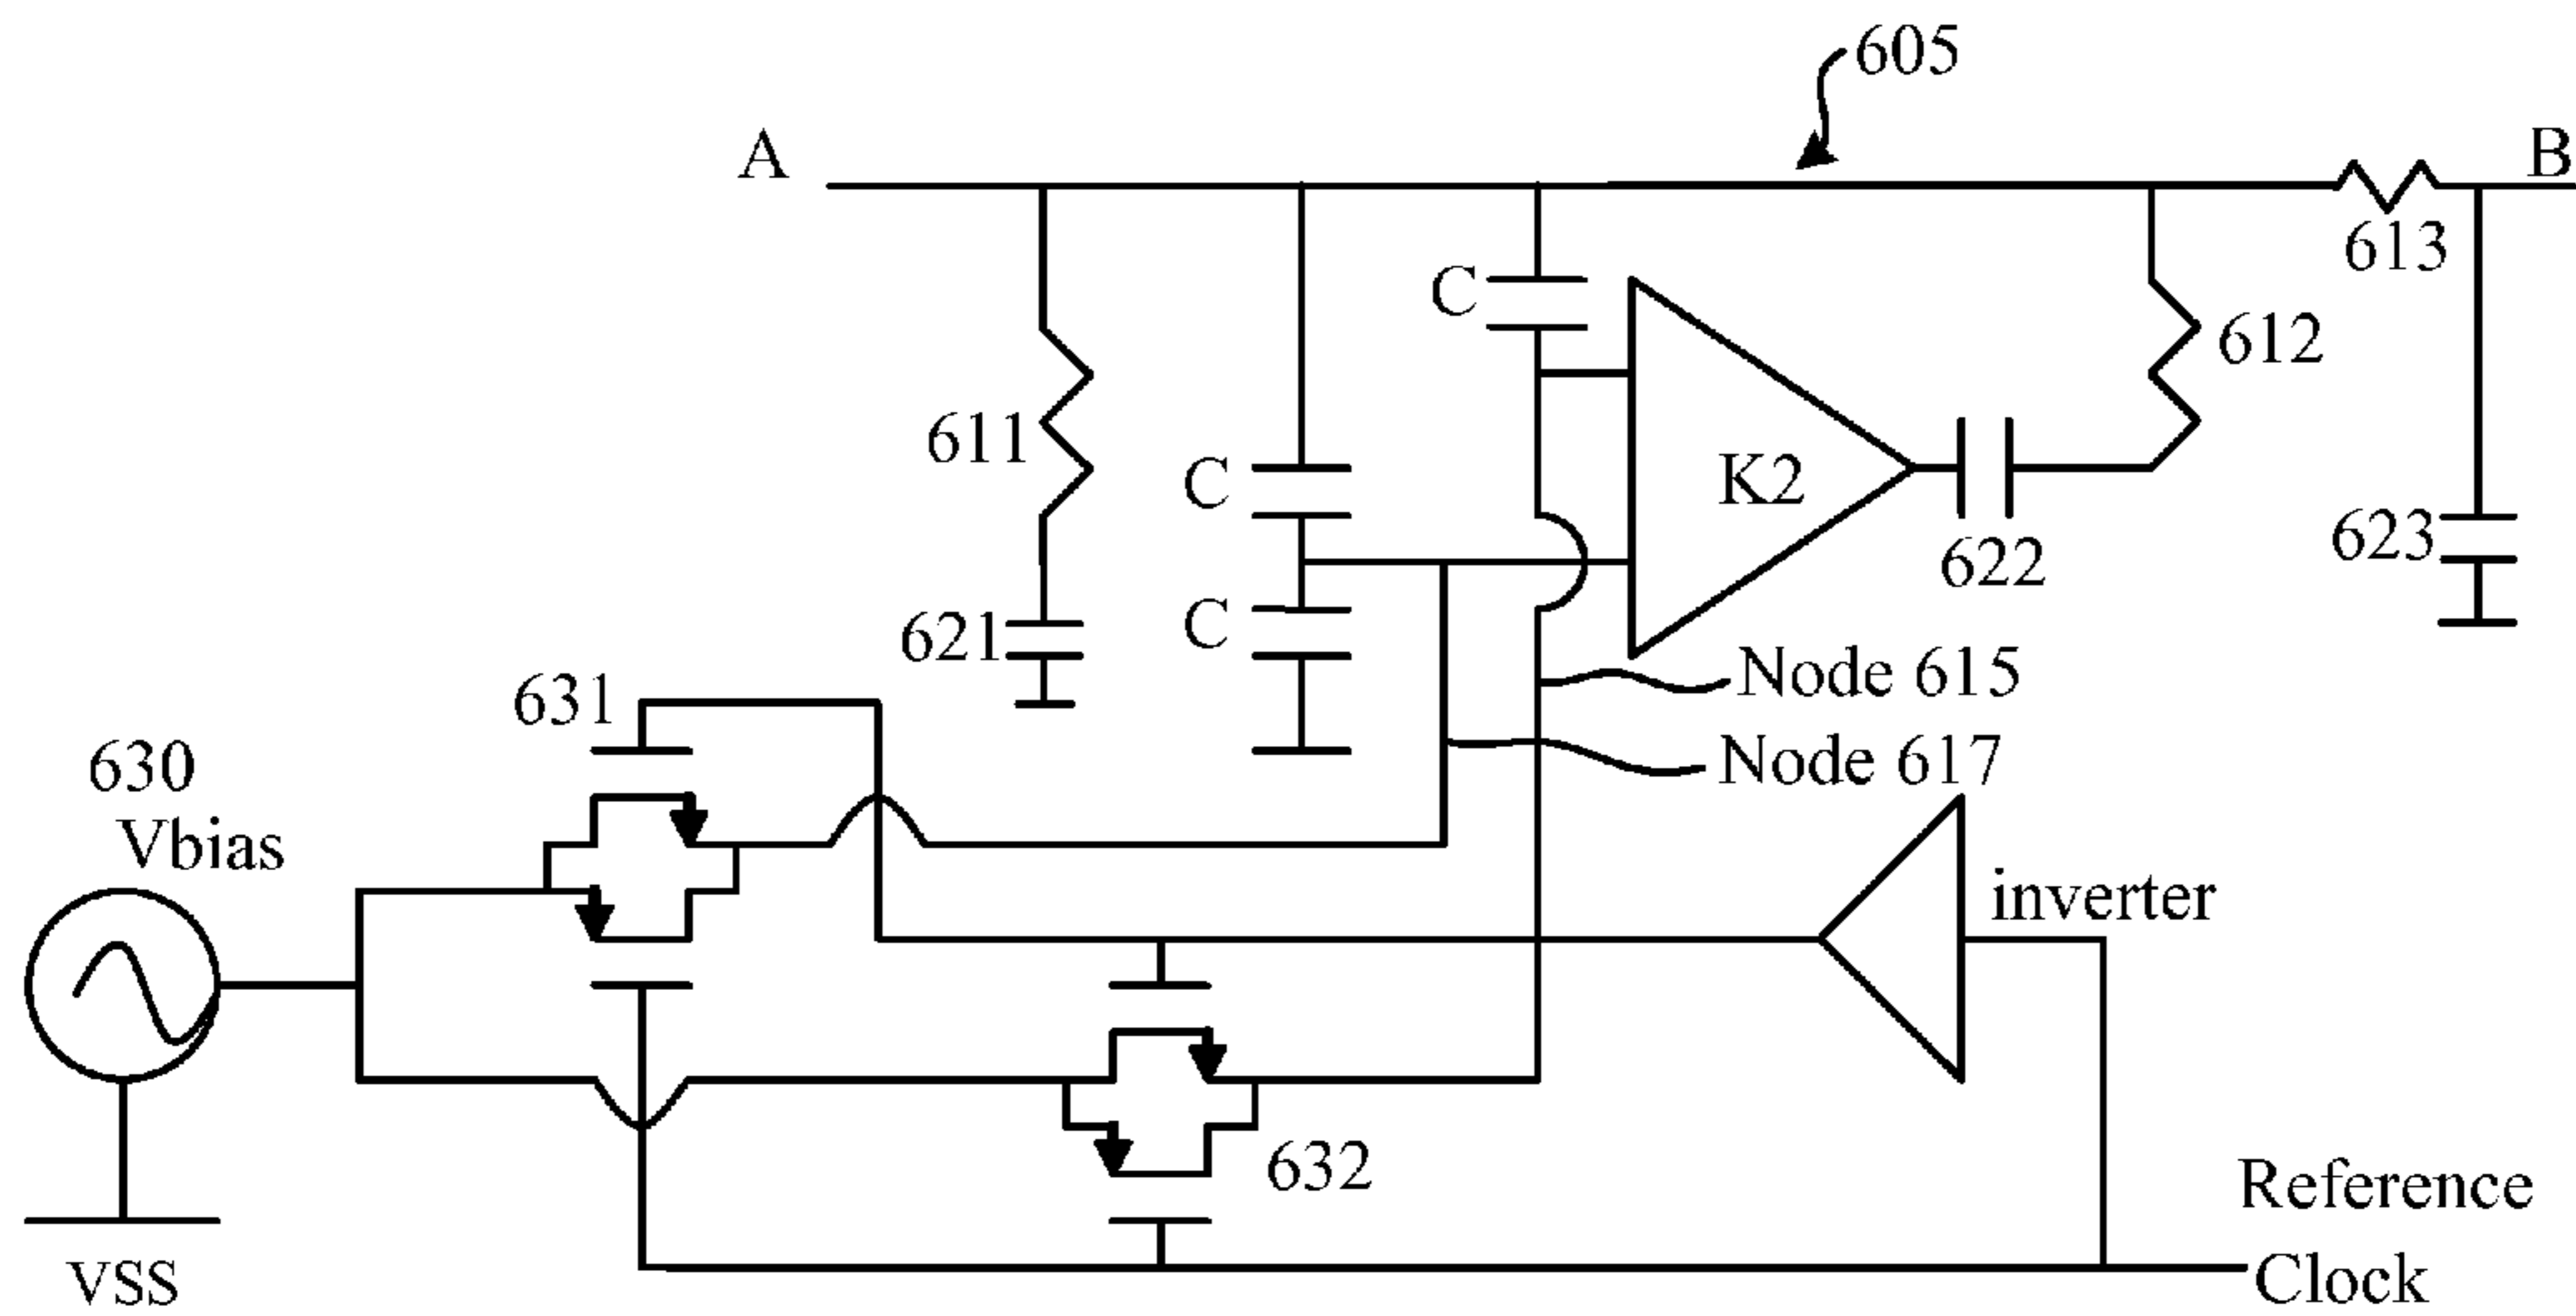 605
A
B
613
C
612
611
C
K2
622
623
C
621
Node 615
631
Node 617
630
Vbias
inverter
632
Reference
Clock
VSS